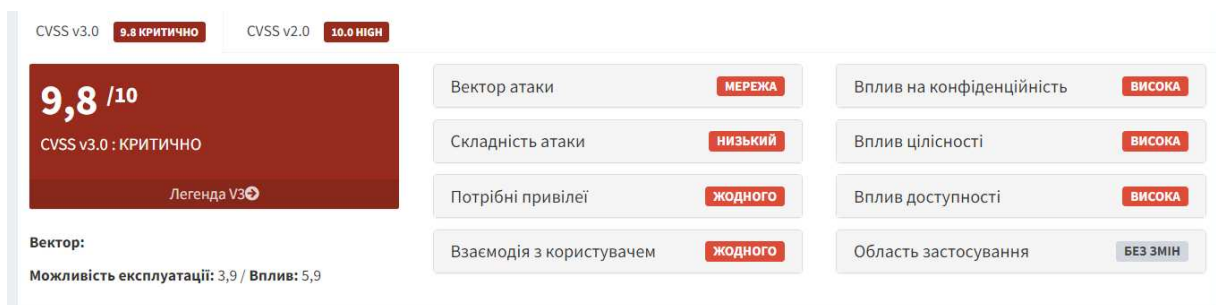 CVSS v3.0 9.8 КРИТИЧНО CVSS v2.0 10.0 HIGH
9,8 /10
CVSS v3.0 : КРИТИЧНО
Легенда V3
Вектор:
Можливість експлуатації: 3,9 / Вплив: 5,9
Вектор атаки МЕРЕЖА
Складність атаки НИЗЬКИЙ
Потрібні привілеї ЖОДНОГО
Взаємодія з користувачем ЖОДНОГО
Вплив на конфіденційність ВИСОКА
Вплив цілісності ВИСОКА
Вплив доступності ВИСОКА
Область застосування БЕЗ ЗМІН